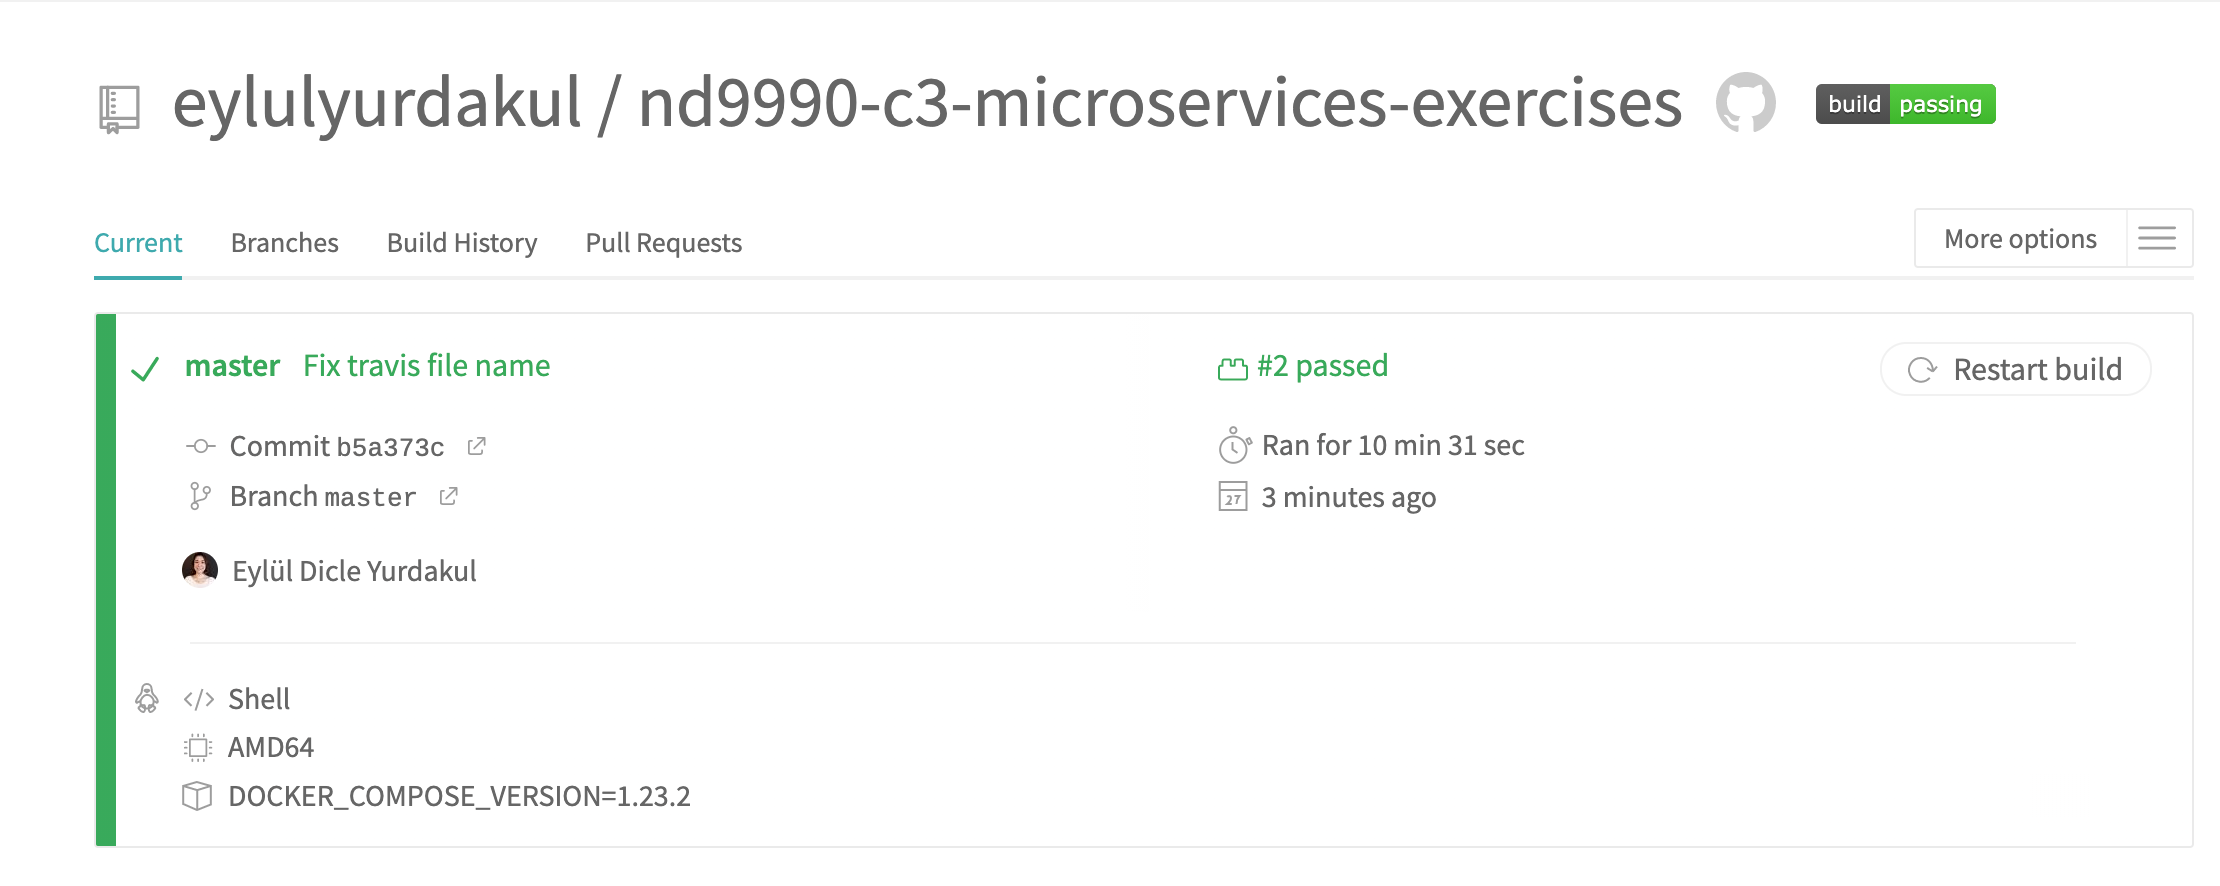 eylulyurdakul / nd9990-c3-microservices-exercises build passing
Current Branches Build History Pull Requests More options
master Fix travis file name #2 passed Restart build
Commit b5a373c Ran for 10 min 31 sec
Branch master 27 3 minutes ago
Eylül Dicle Yurdakul
</> Shell
AMD64
DOCKER_COMPOSE_VERSION=1.23.2